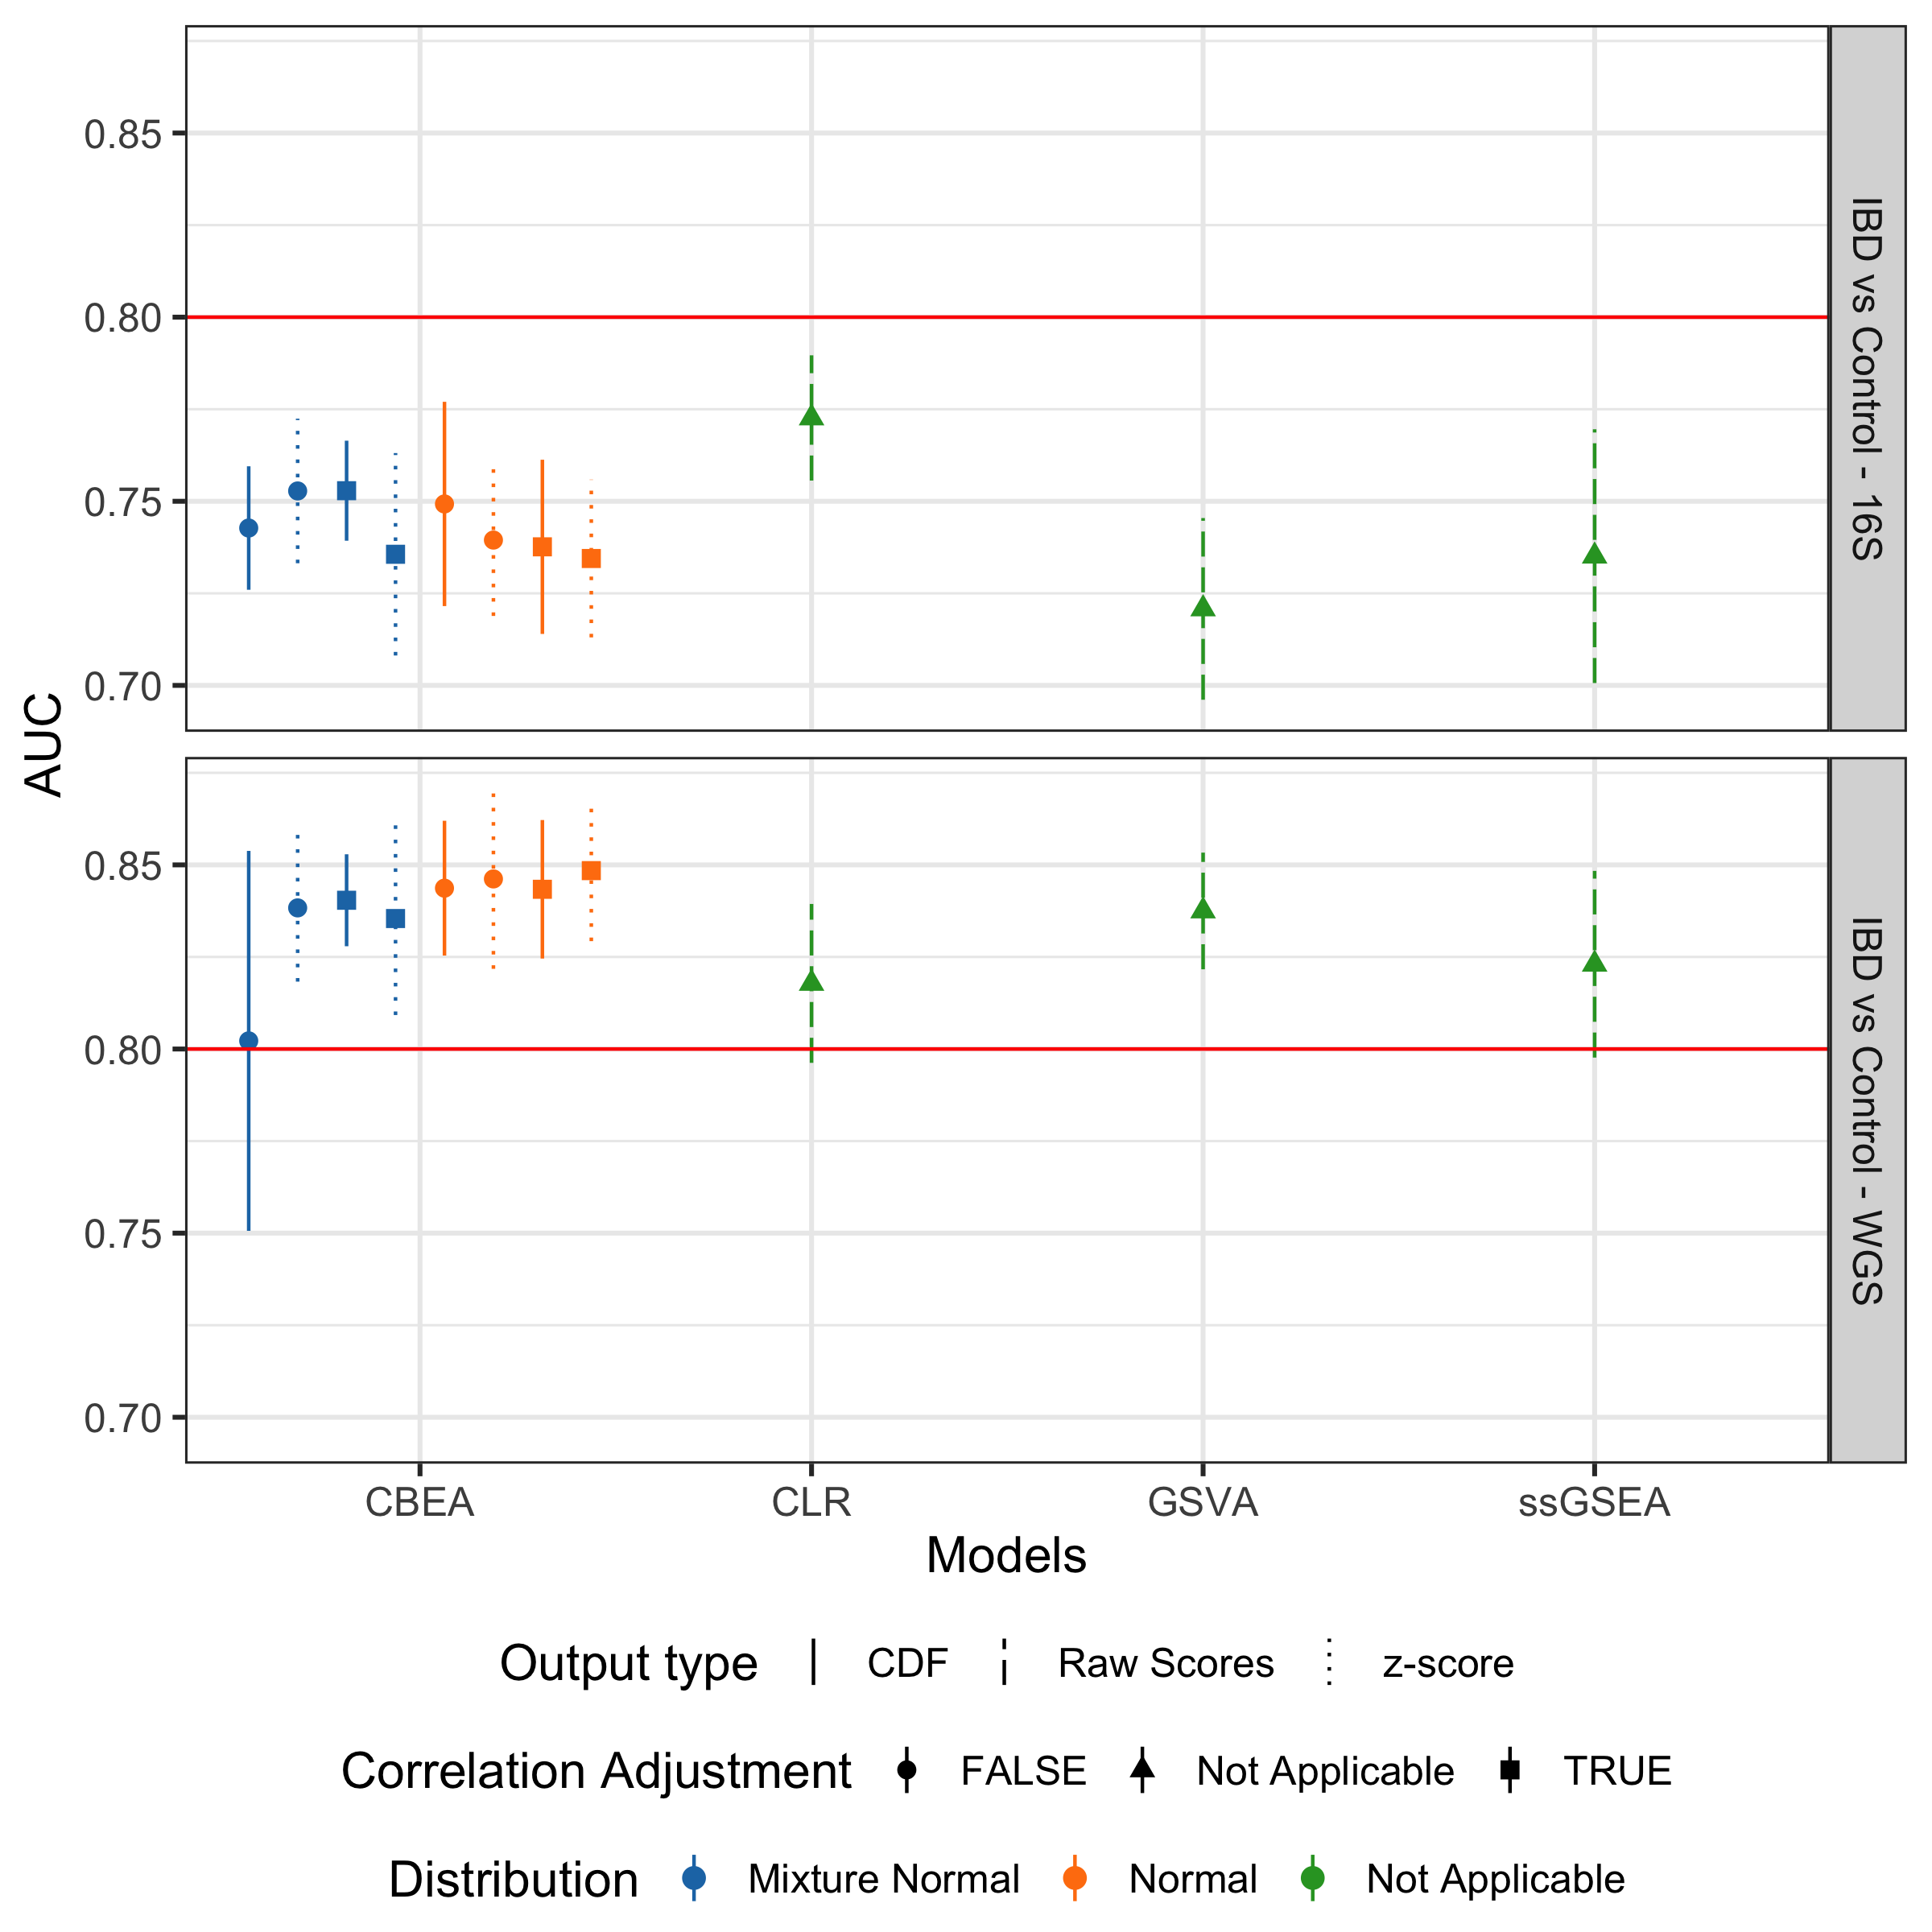 0.85
0.80
0.75
0.70
IBD vs Control - 16S
AUC
0.85
0.80
0.75
0.70
IBD vs Control - WGS
CBEA CLR GSVA ssGSEA
Models
Output type CDF Raw Scores z-score
Correlation Adjustment FALSE Not Applicable TRUE
Distribution Mixture Normal Normal Not Applicable